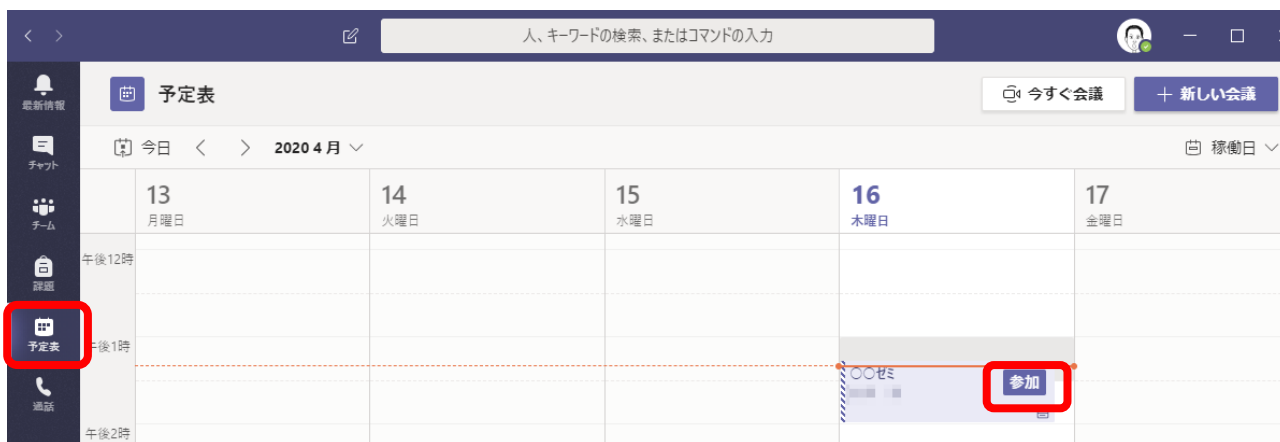 人、キーワードの検索、またはコマンドの入力
最新情報
チャット
チーム
課題
予定表
通話
予定表
今すぐ会議
+ 新しい会議
今日
2020 4 月
稼働日
13
月曜日
14
火曜日
15
水曜日
16
木曜日
17
金曜日
午後12時
午後1時
〇〇ゼミ
参加
午後2時